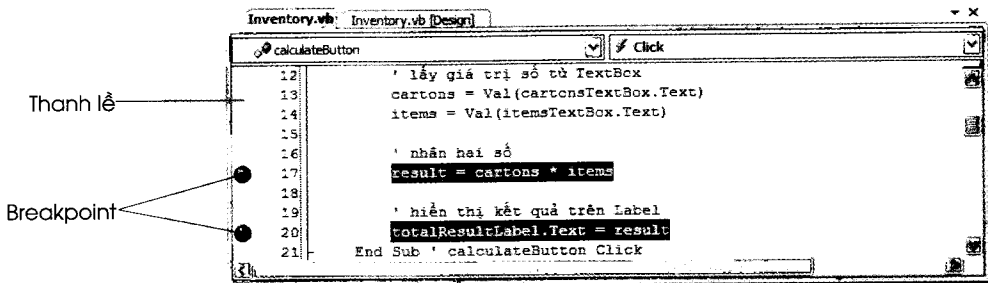 Inventory.vb Inventory.vb [Design]
calculateButton Click
12 ' lấy giá trị số từ TextBox
Thanh lề
13 cartons = Val(cartonsTextBox.Text)
14 items = Val(itemsTextBox.Text)
15
16 ' nhân hai số
17 result = cartons * items
18
Breakpoint
19 ' hiển thị kết quả trên Label
20 totalResultLabel.Text = result
21 End Sub ' calculateButton Click